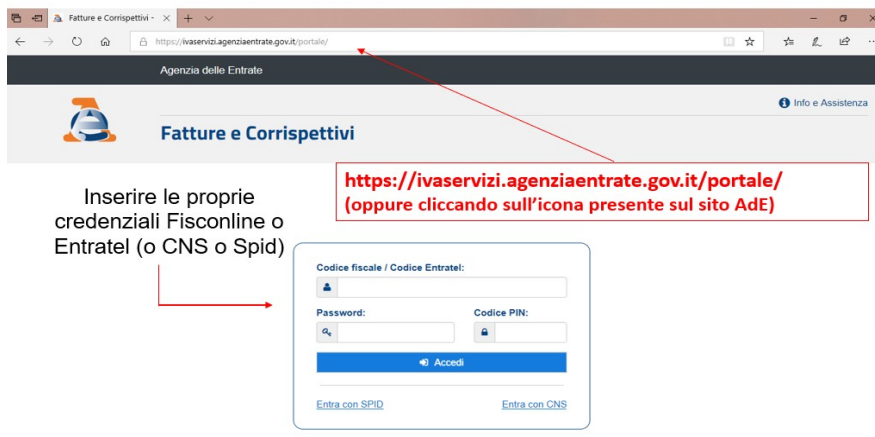 Fatture e Corrispettivi -
https://ivaservizi.agenziaentrate.gov.it/portale/
Agenzia delle Entrate
Info e Assistenza
Fatture e Corrispettivi
https://ivaservizi.agenziaentrate.gov.it/portale/
(oppure cliccando sull'icona presente sul sito AdE)
Inserire le proprie
credenziali Fisconline o
Entratel (o CNS o Spid)
Codice fiscale / Codice Entratel:
Password: Codice PIN:
Accedi
Entra con SPID Entra con CNS